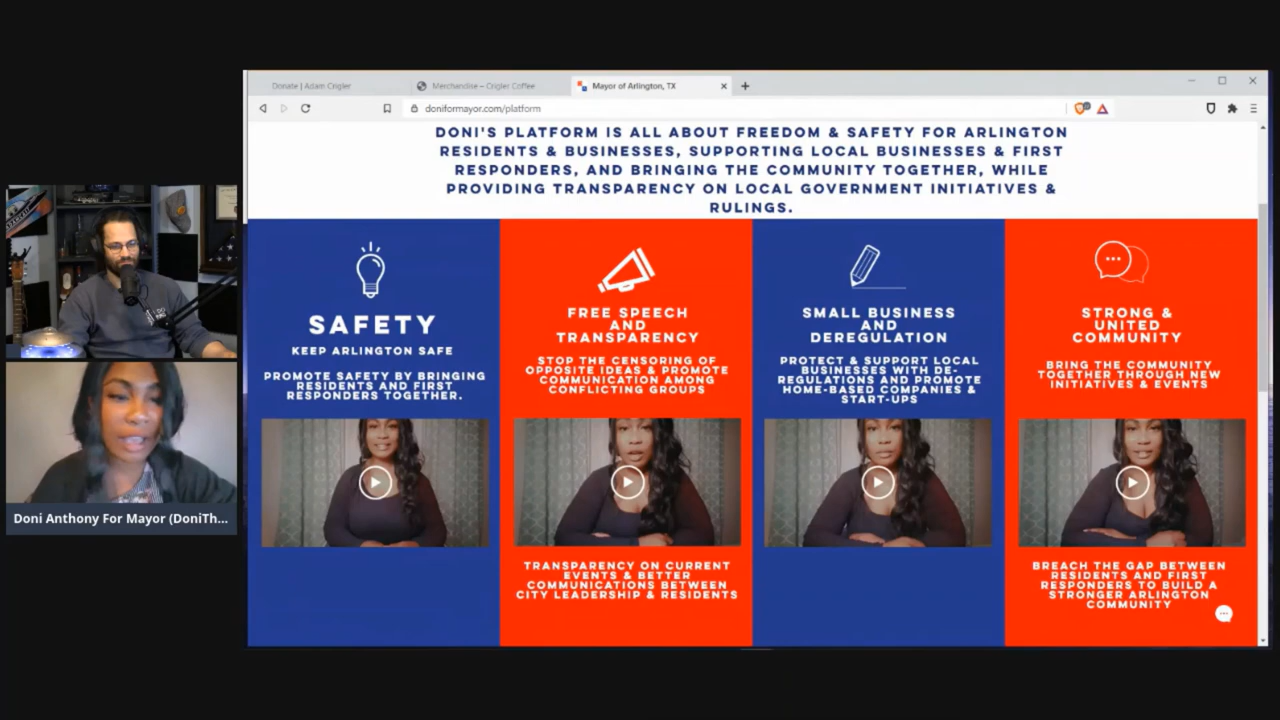 Donate | Adam Crigler
Merchandise – Crigler Coffee
Mayor of Arlington, TX
doniformayor.com/platform
DONI'S PLATFORM IS ALL ABOUT FREEDOM & SAFETY FOR ARLINGTON
RESIDENTS & BUSINESSES, SUPPORTING LOCAL BUSINESSES & FIRST
RESPONDERS, AND BRINGING THE COMMUNITY TOGETHER, WHILE
PROVIDING TRANSPARENCY ON LOCAL GOVERNMENT INITIATIVES &
RULINGS.
SAFETY
KEEP ARLINGTON SAFE
PROMOTE SAFETY BY BRINGING
RESIDENTS AND FIRST
RESPONDERS TOGETHER.
FREE SPEECH
AND
TRANSPARENCY
STOP THE CENSORING OF
OPPOSITE IDEAS & PROMOTE
COMMUNICATION AMONG
CONFLICTING GROUPS
TRANSPARENCY ON CURRENT
EVENTS & BETTER
COMMUNICATIONS BETWEEN
CITY LEADERSHIP & RESIDENTS
SMALL BUSINESS
AND
DEREGULATION
PROTECT & SUPPORT LOCAL
BUSINESSES WITH DE-
REGULATIONS AND PROMOTE
HOME-BASED COMPANIES &
START-UPS
STRONG &
UNITED
COMMUNITY
BRING THE COMMUNITY
TOGETHER THROUGH NEW
INITIATIVES & EVENTS
BREACH THE GAP BETWEEN
RESIDENTS AND FIRST
RESPONDERS TO BUILD A
STRONGER ARLINGTON
COMMUNITY
Doni Anthony For Mayor (DoniTh...